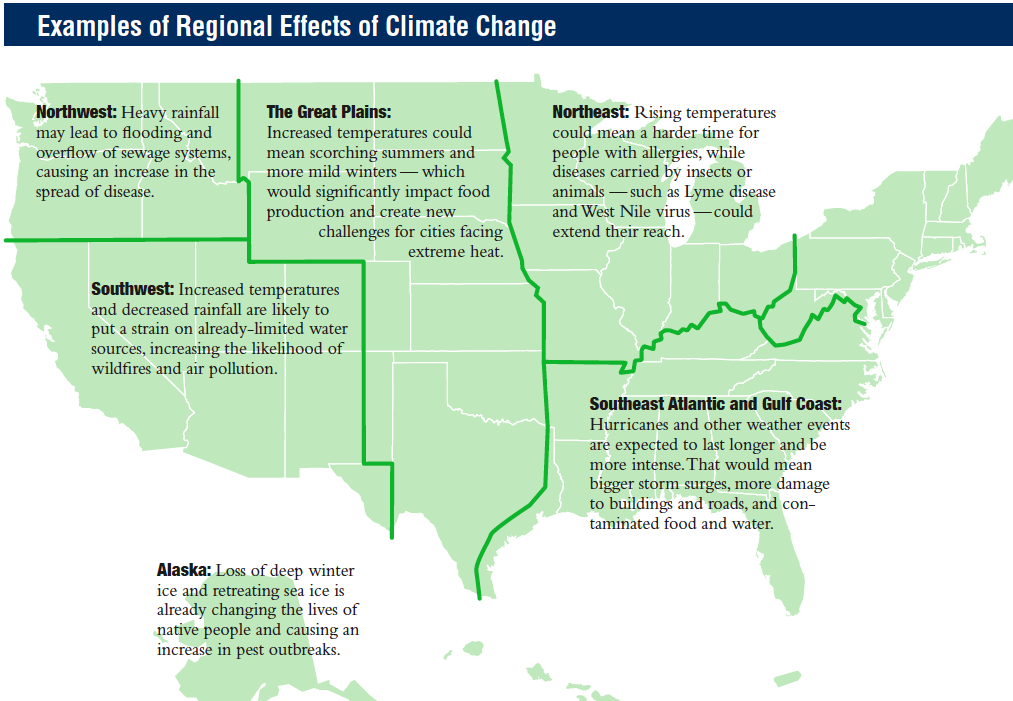 Examples of Regional Effects of Climate Change
Northwest: Heavy rainfall
may lead to flooding and
overflow of sewage systems,
causing an increase in the
spread of disease.
The Great Plains:
Increased temperatures could
mean scorching summers and
more mild winters — which
would significantly impact food
production and create new
challenges for cities facing
extreme heat.
Northeast: Rising temperatures
could mean a harder time for
people with allergies, while
diseases carried by insects or
animals — such as Lyme disease
and West Nile virus — could
extend their reach.
Southwest: Increased temperatures
and decreased rainfall are likely to
put a strain on already-limited water
sources, increasing the likelihood of
wildfires and air pollution.
Southeast Atlantic and Gulf Coast:
Hurricanes and other weather events
are expected to last longer and be
more intense. That would mean
bigger storm surges, more damage
to buildings and roads, and con-
taminated food and water.
Alaska: Loss of deep winter
ice and retreating sea ice is
already changing the lives of
native people and causing an
increase in pest outbreaks.